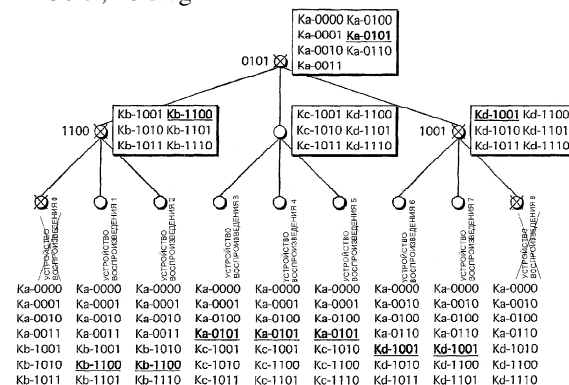 Ka-0000 Ka-0100
Ka-0001 Ka-0101
Ka-0010 Ka-0110
Ka-0011
0101
Kb-1001 Kb-1100
Kb-1010 Kb-1101
Kb-1011 Kb-1110
1100
Kc-1001 Kd-1100
Kc-1010 Kd-1101
Kc-1011 Kd-1110
Kd-1001 Kd-1100
Kd-1010 Kd-1101
Kd-1011 Kd-1110
1001
УСТРОЙСТВО
ВОСПРОИЗВЕДЕНИЯ 0
УСТРОЙСТВО
ВОСПРОИЗВЕДЕНИЯ 1
УСТРОЙСТВО
ВОСПРОИЗВЕДЕНИЯ 2
УСТРОЙСТВО
ВОСПРОИЗВЕДЕНИЯ 3
УСТРОЙСТВО
ВОСПРОИЗВЕДЕНИЯ 4
УСТРОЙСТВО
ВОСПРОИЗВЕДЕНИЯ 5
УСТРОЙСТВО
ВОСПРОИЗВЕДЕНИЯ 6
УСТРОЙСТВО
ВОСПРОИЗВЕДЕНИЯ 7
УСТРОЙСТВО
ВОСПРОИЗВЕДЕНИЯ 8
Ka-0000 Ka-0000 Ka-0000 Ka-0000 Ka-0000 Ka-0000 Ka-0000 Ka-0000 Ka-0000
Ka-0001 Ka-0001 Ka-0001 Ka-0001 Ka-0001 Ka-0001 Ka-0010 Ka-0010 Ka-0010
Ka-0010 Ka-0010 Ka-0010 Ka-0100 Ka-0100 Ka-0100 Ka-0100 Ka-0100 Ka-0100
Ka-0011 Ka-0011 Ka-0011 Ka-0101 Ka-0101 Ka-0101 Ka-0110 Ka-0110 Ka-0110
Kb-1001 Kb-1001 Kb-1010 Kc-1001 Kc-1001 Kc-1010 Kd-1001 Kd-1001 Kd-1010
Kb-1010 Kb-1100 Kb-1100 Kc-1010 Kc-1100 Kc-1100 Kd-1010 Kd-1100 Kd-1100
Kb-1011 Kb-1101 Kb-1110 Kc-1011 Kc-1101 Kc-1110 Kd-1011 Kd-1101 Kd-1110